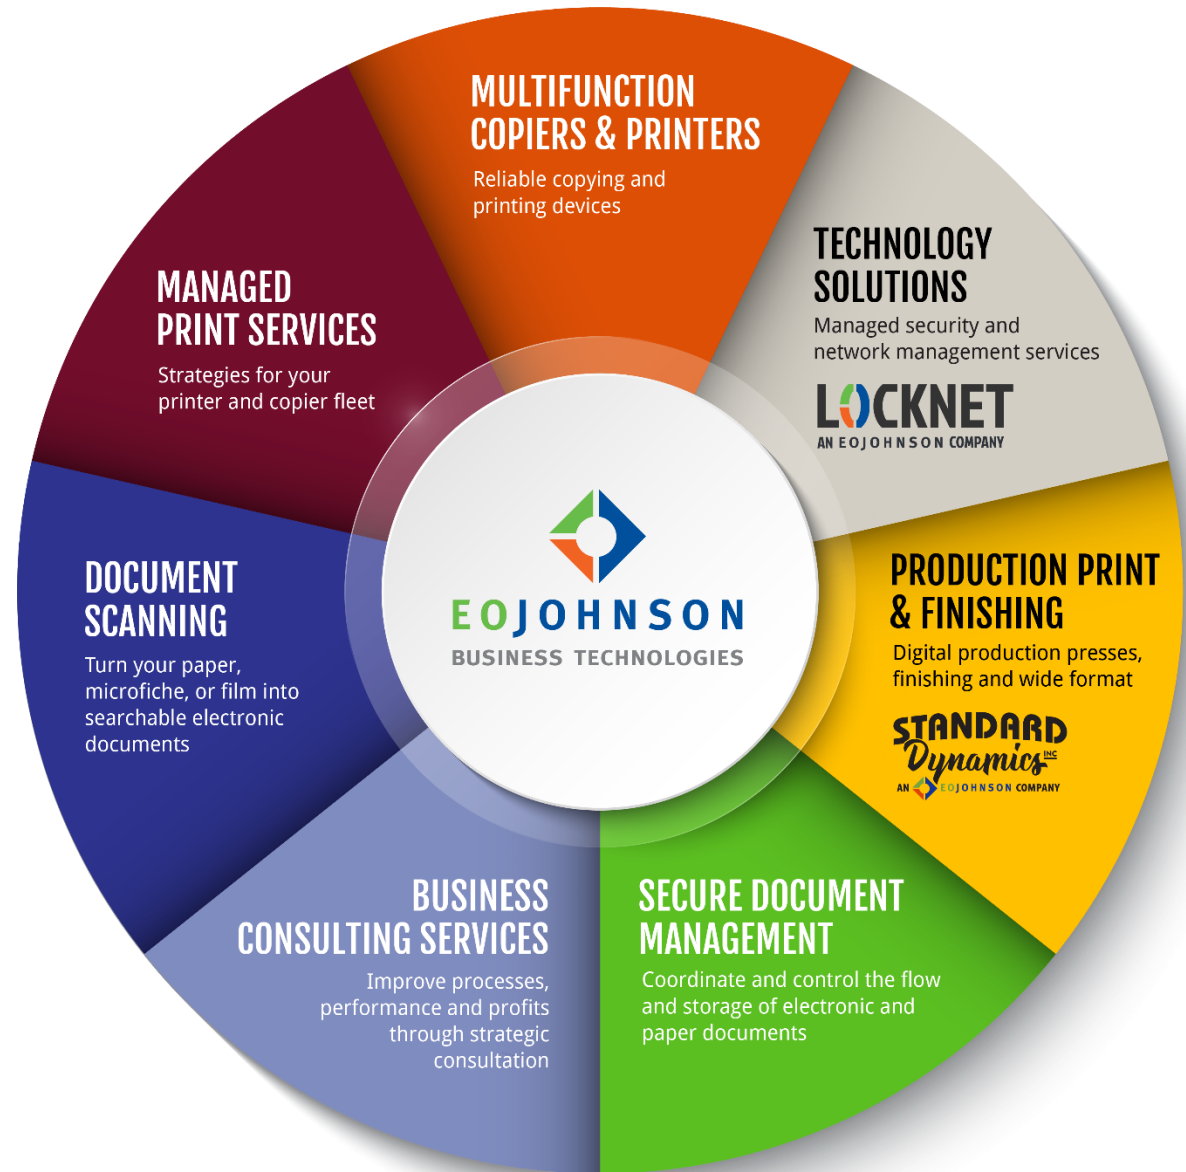 MULTIFUNCTION
COPIERS & PRINTERS
Reliable copying and
printing devices
TECHNOLOGY
SOLUTIONS
Managed security and
network management services
LOCKNET
AN EOJOHNSON COMPANY
PRODUCTION PRINT
& FINISHING
Digital production presses,
finishing and wide format
STANDARD
Dynamics INC
AN EOJOHNSON COMPANY
SECURE DOCUMENT
MANAGEMENT
Coordinate and control the flow
and storage of electronic and
paper documents
BUSINESS
CONSULTING SERVICES
Improve processes,
performance and profits
through strategic
consultation
DOCUMENT
SCANNING
Turn your paper,
microfiche, or film into
searchable electronic
documents
MANAGED
PRINT SERVICES
Strategies for your
printer and copier fleet
EOJOHNSON
BUSINESS TECHNOLOGIES